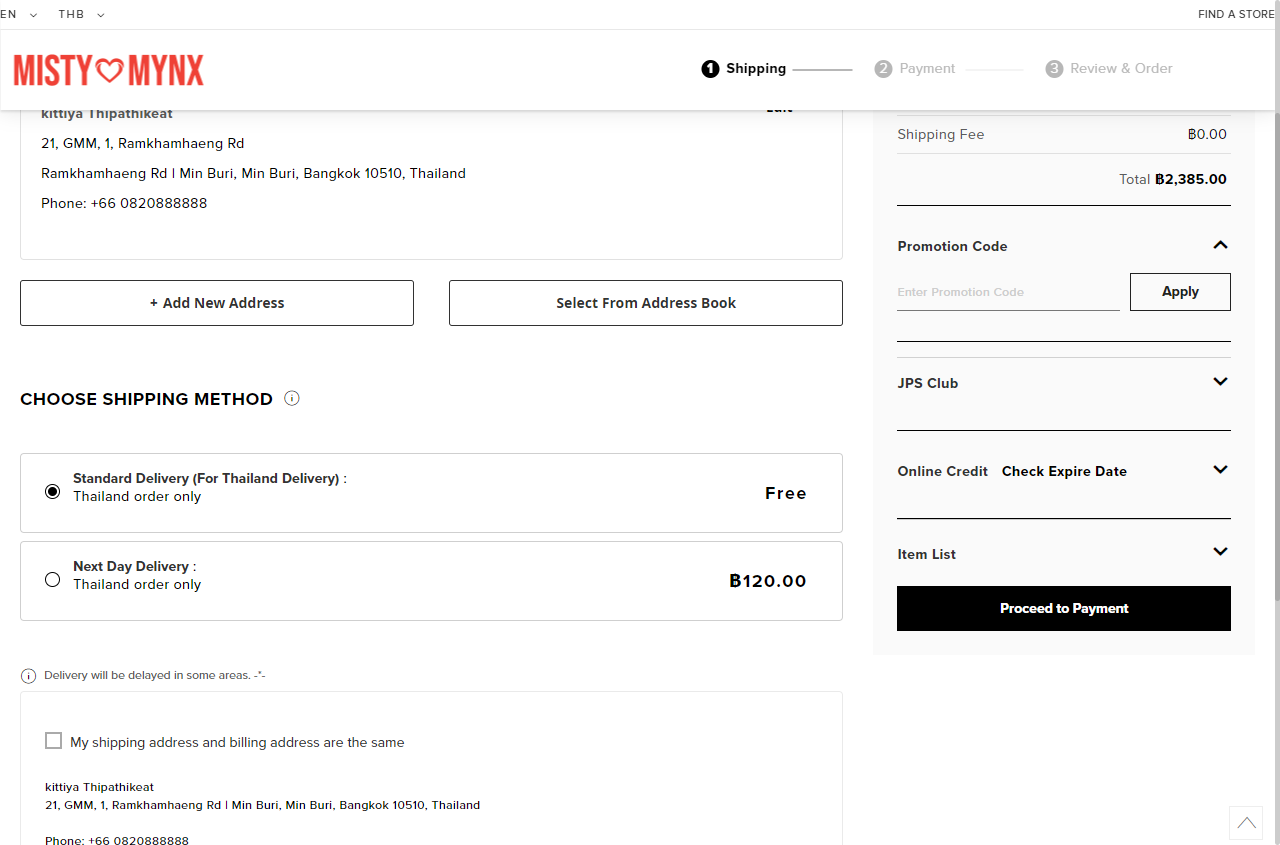 EN THB FIND A STORE
MISTY MYNX
1 Shipping 2 Payment 3 Review & Order
kittiya Thipathikeat Edit
21, GMM, 1, Ramkhamhaeng Rd
Ramkhamhaeng Rd | Min Buri, Min Buri, Bangkok 10510, Thailand
Phone: +66 0820888888
+ Add New Address Select From Address Book
CHOOSE SHIPPING METHOD
Standard Delivery (For Thailand Delivery) :
Thailand order only
Free
Next Day Delivery :
Thailand order only
฿120.00
Delivery will be delayed in some areas. -*-
My shipping address and billing address are the same
kittiya Thipathikeat
21, GMM, 1, Ramkhamhaeng Rd | Min Buri, Min Buri, Bangkok 10510, Thailand
Phone: +66 0820888888
Shipping Fee ฿0.00
Total ฿2,385.00
Promotion Code
Enter Promotion Code Apply
JPS Club
Online Credit Check Expire Date
Item List
Proceed to Payment